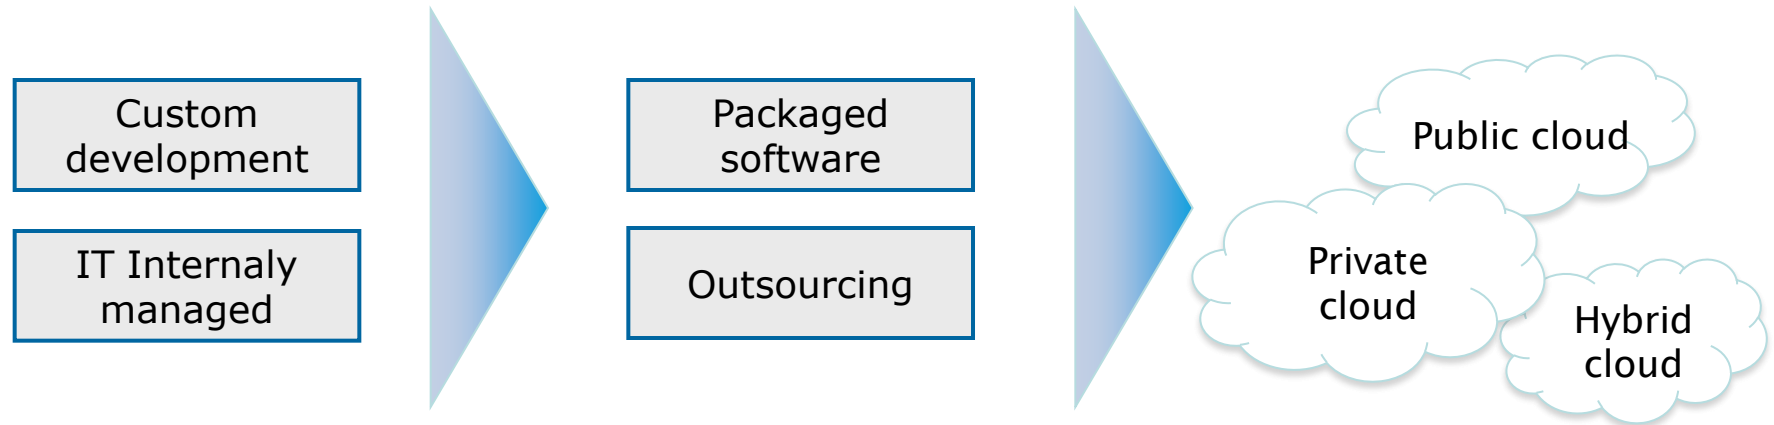 Custom
development
IT Internaly
managed
Packaged
software
Outsourcing
Public cloud
Private
cloud
Hybrid
cloud